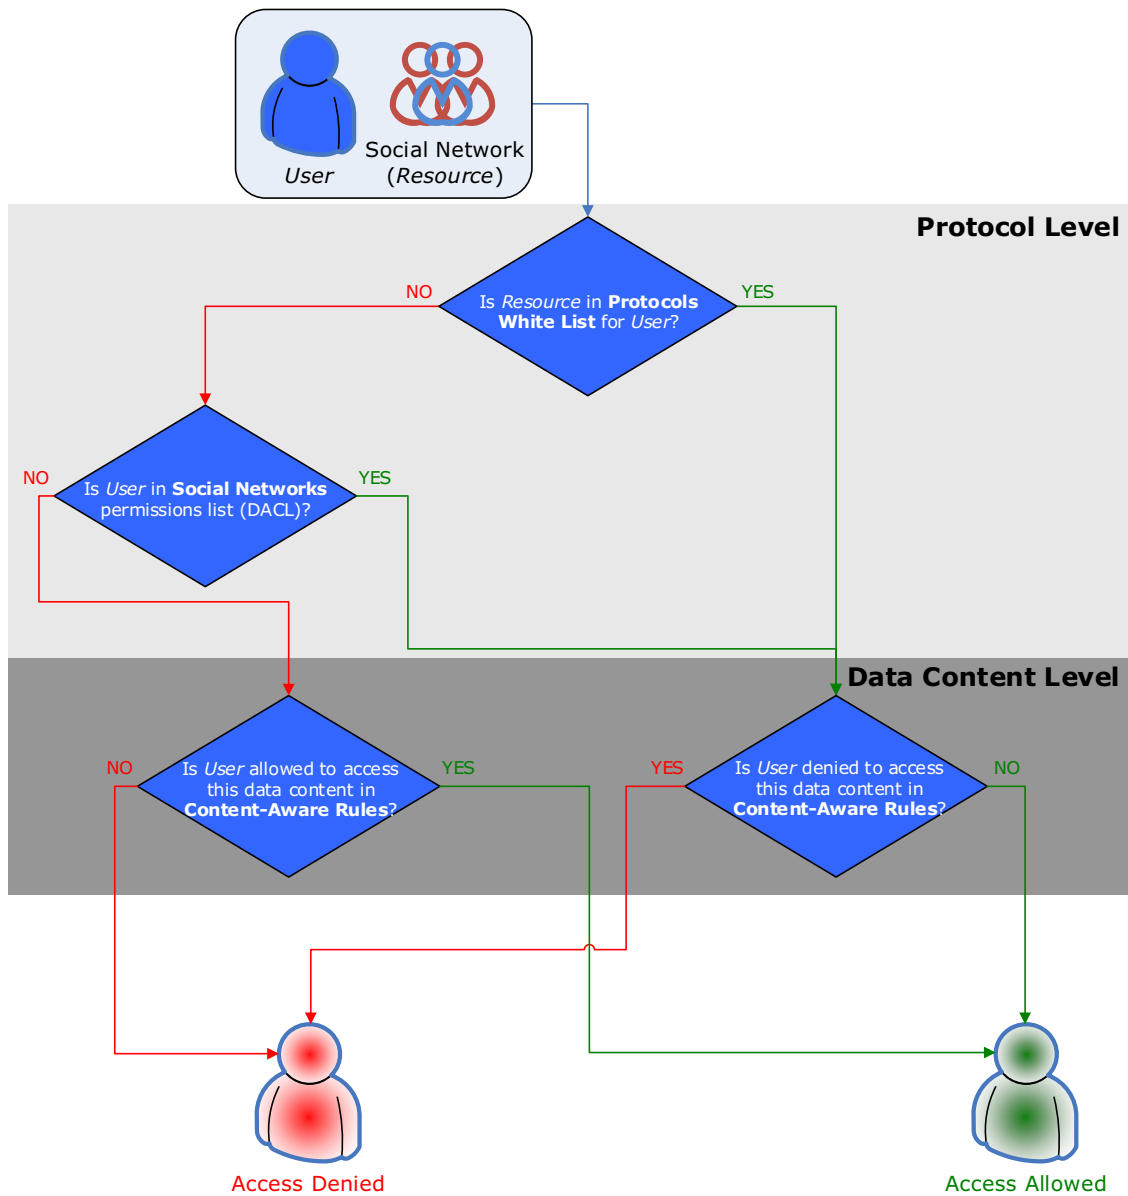 User
Social Network
(Resource)
Protocol Level
NO
YES
Is Resource in Protocols
White List for User?
NO
YES
Is User in Social Networks
permissions list (DACL)?
Data Content Level
NO
YES
Is User allowed to access
this data content in
Content-Aware Rules?
YES
NO
Is User denied to access
this data content in
Content-Aware Rules?
Access Denied
Access Allowed